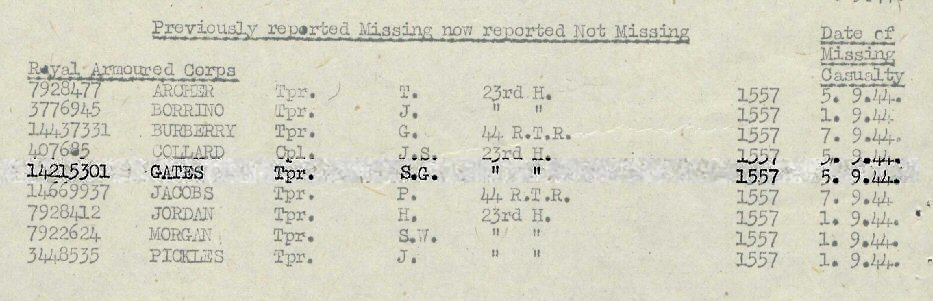 Previously reported Missing now reported Not Missing
Date of
Missing
Casualty
Royal Armoured Corps
7928477 ARCHER Tpr. T. 23rd H. 1557 5. 9.44.
3776945 BORRINO Tpr. J. " " 1557 1. 9.44.
14437331 BURBERRY Tpr. G. 44 R.T.R. 1557 7. 9.44.
407685 COLLARD Cpl. J.S. 23rd H. 1557 5. 9.44.
14215301 GATES Tpr. S.G. " " 1557 5. 9.44.
14669937 JACOBS Tpr. P. 44 R.T.R. 1557 7. 9.44
7928412 JORDAN Tpr. H. 23rd H. 1557 1. 9.44.
7922624 MORGAN Tpr. S.W. " " 1557 1. 9.44.
3448535 PICKLES Tpr. J. " " 1557 1. 9.44.